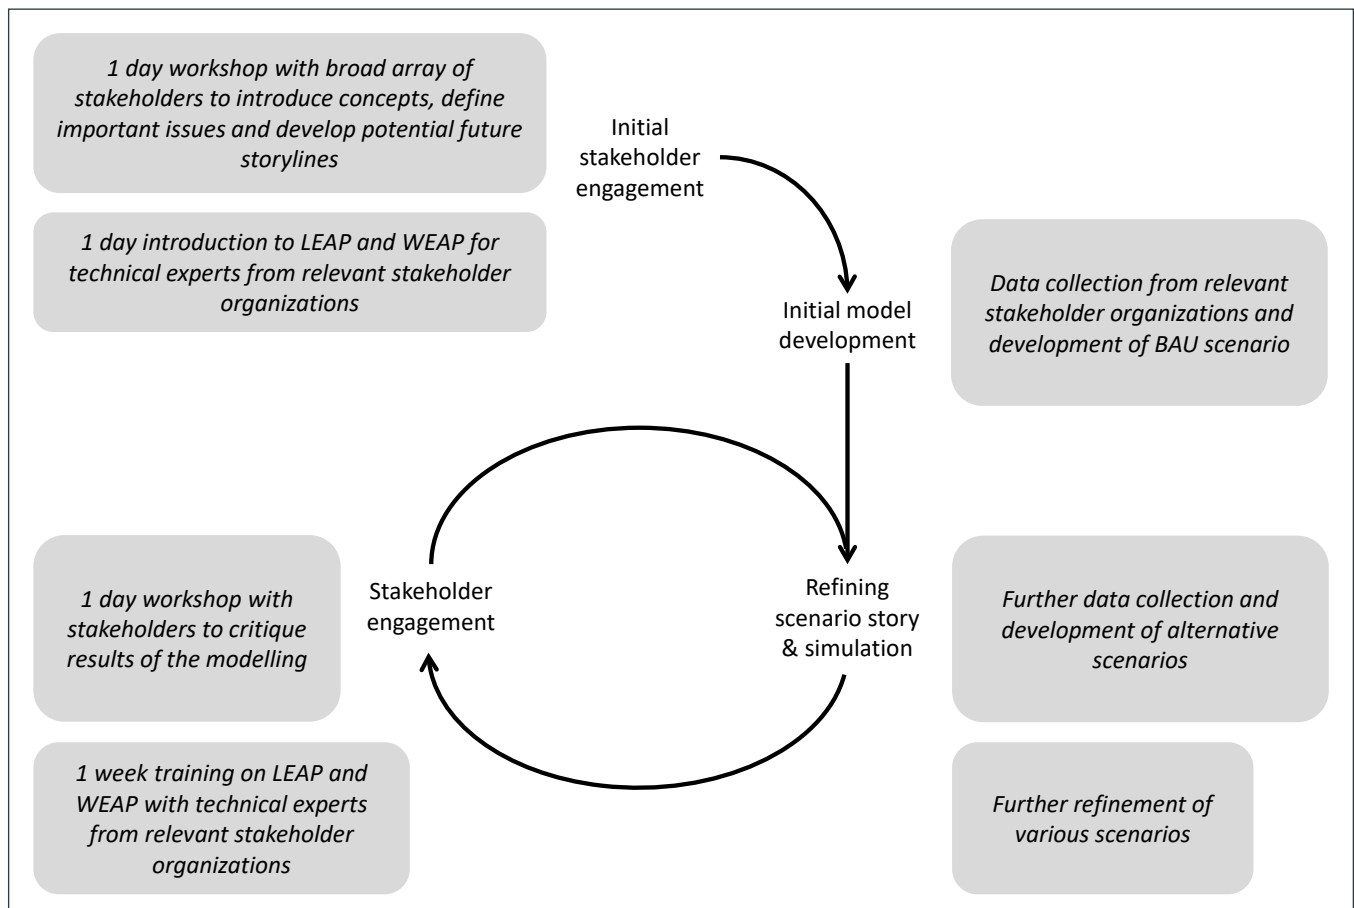 1 day workshop with broad array of
stakeholders to introduce concepts, define
important issues and develop potential future
storylines
Initial
stakeholder
engagement
1 day introduction to LEAP and WEAP for
technical experts from relevant stakeholder
organizations
Initial model
development
Data collection from relevant
stakeholder organizations and
development of BAU scenario
1 day workshop with
stakeholders to critique
results of the modelling
Stakeholder
engagement
Refining
scenario story
& simulation
Further data collection and
development of alternative
scenarios
1 week training on LEAP and
WEAP with technical experts
from relevant stakeholder
organizations
Further refinement of
various scenarios